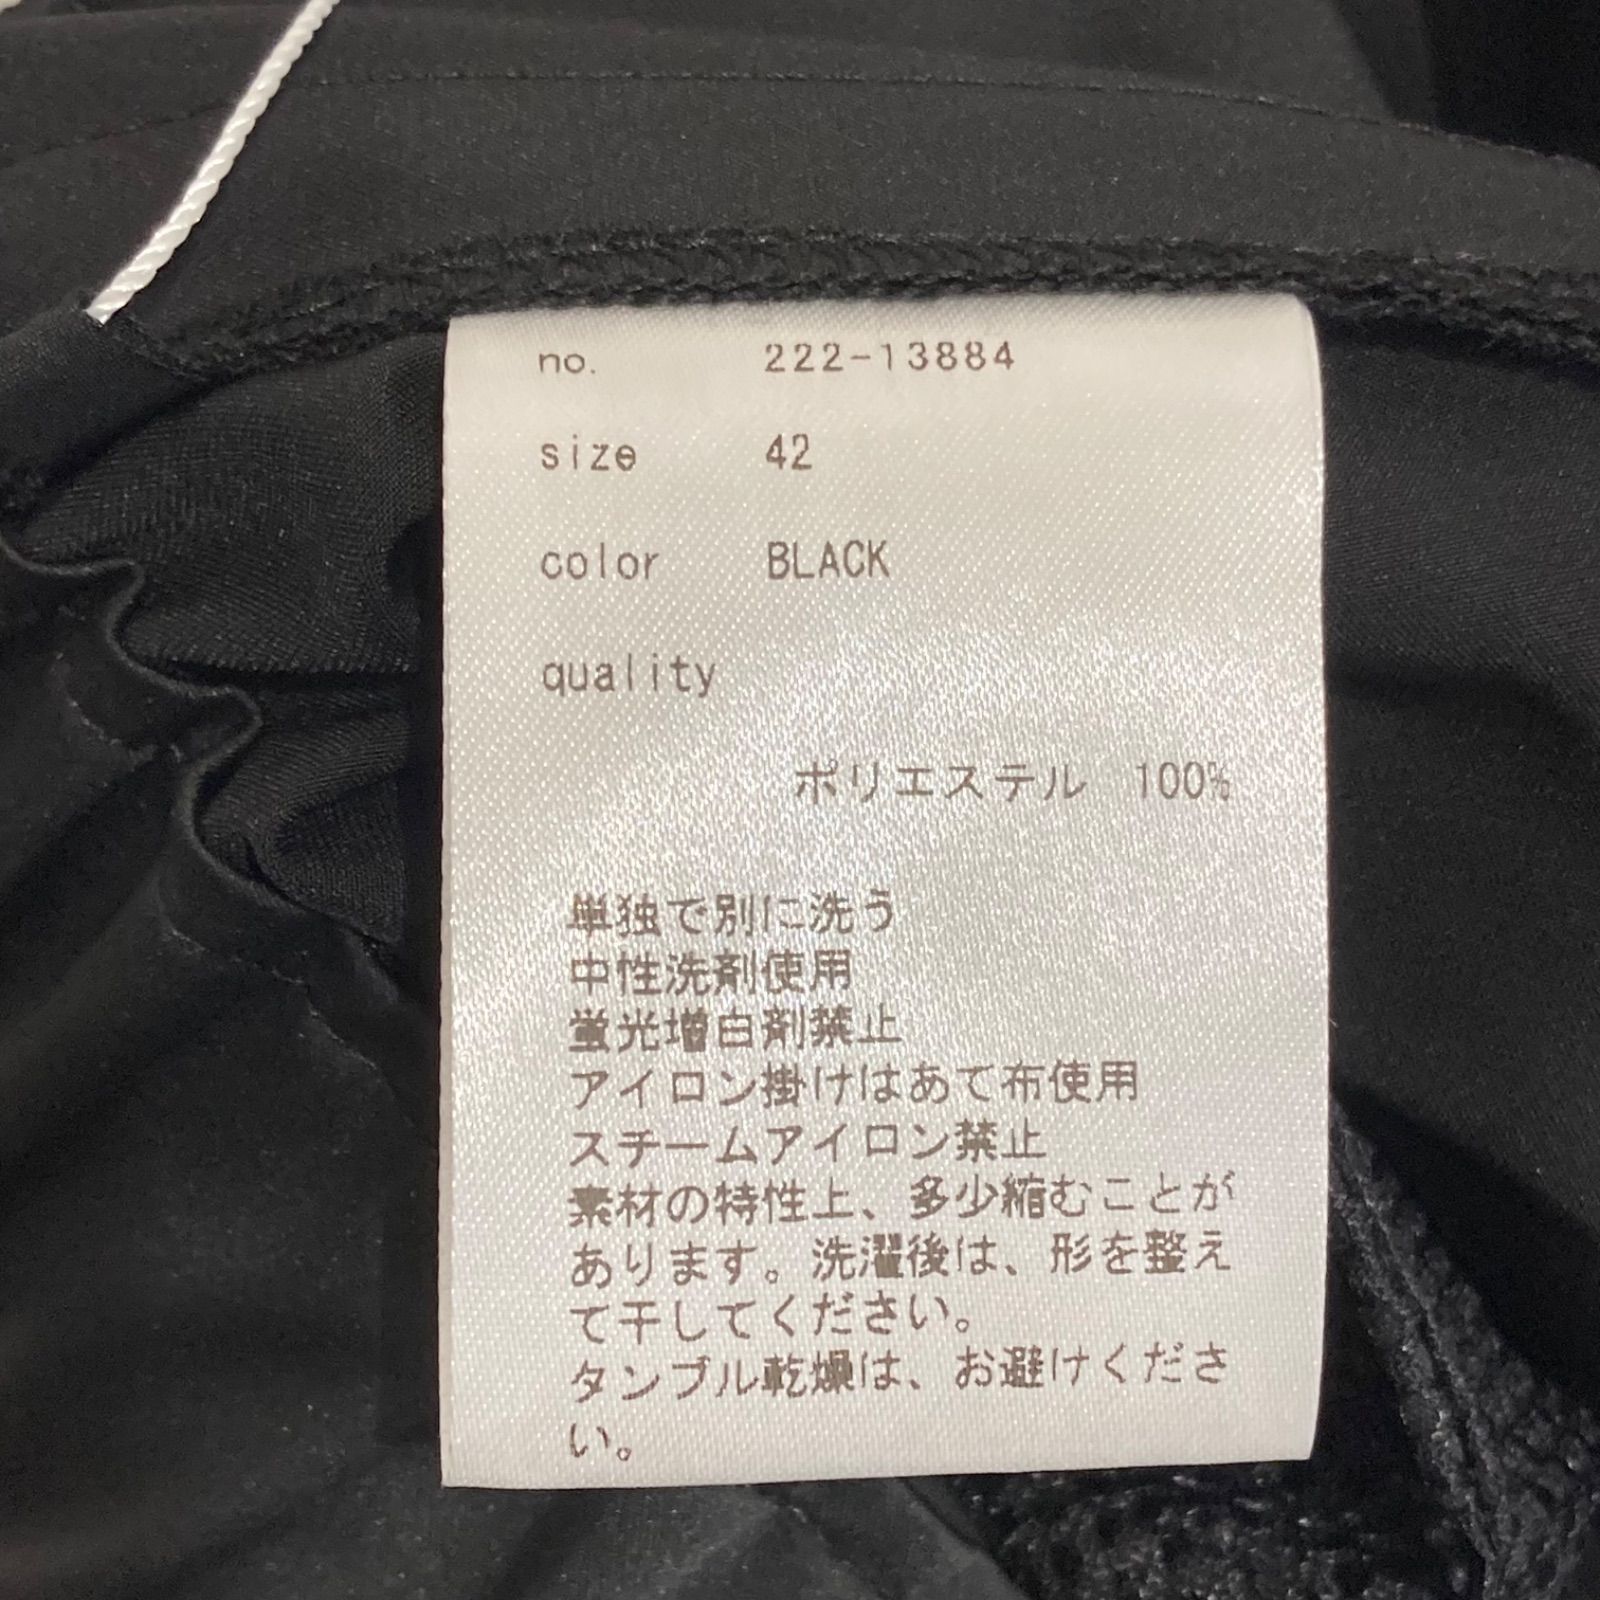 no. 222-13884
size 42
color BLACK
quality
ポリエステル 100%
単独で別に洗う
中性洗剤使用
蛍光増白剤禁止
アイロン掛けはあて布使用
スチームアイロン禁止
素材の特性上、多少縮むことが
あります。洗濯後は、形を整え
て干してください。
タンブル乾燥は、お避けくださ
い。